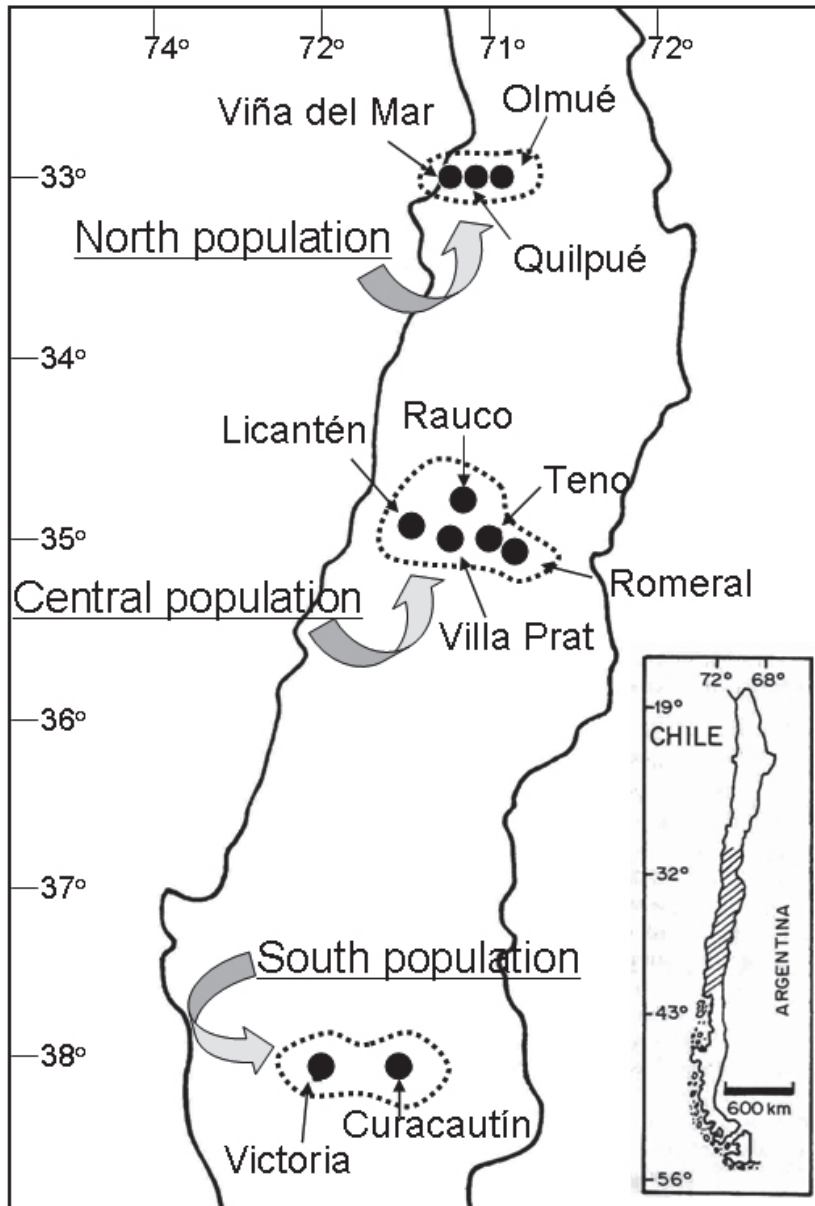 74° 72° 71° 72°
Olmué
Viña del Mar
33°
North population
Quilpué
34°
Rauco
Licantén
Teno
35°
Romeral
Central population
Villa Prat
36°
72° 68°
19°
CHILE
32°
37°
ARGENTINA
South population
43°
38°
600 km
Curacautín
Victoria
56°